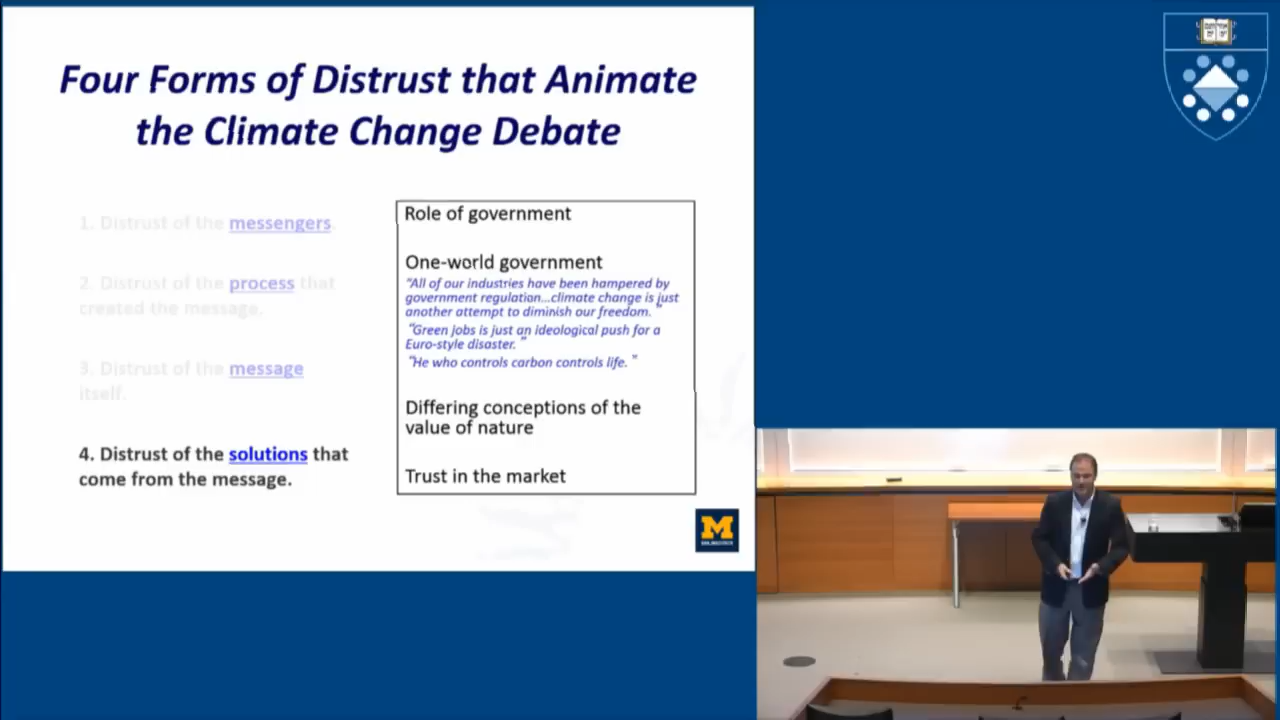 Four Forms of Distrust that Animate
the Climate Change Debate
1. Distrust of the messengers.
2. Distrust of the process that
created the message.
3. Distrust of the message
itself.
4. Distrust of the solutions that
come from the message.
Role of government
One-world government
"All of our industries have been hampered by
government regulation...climate change is just
another attempt to diminish our freedom."
"Green jobs is just an ideological push for a
Euro-style disaster."
"He who controls carbon controls life."
Differing conceptions of the
value of nature
Trust in the market
M